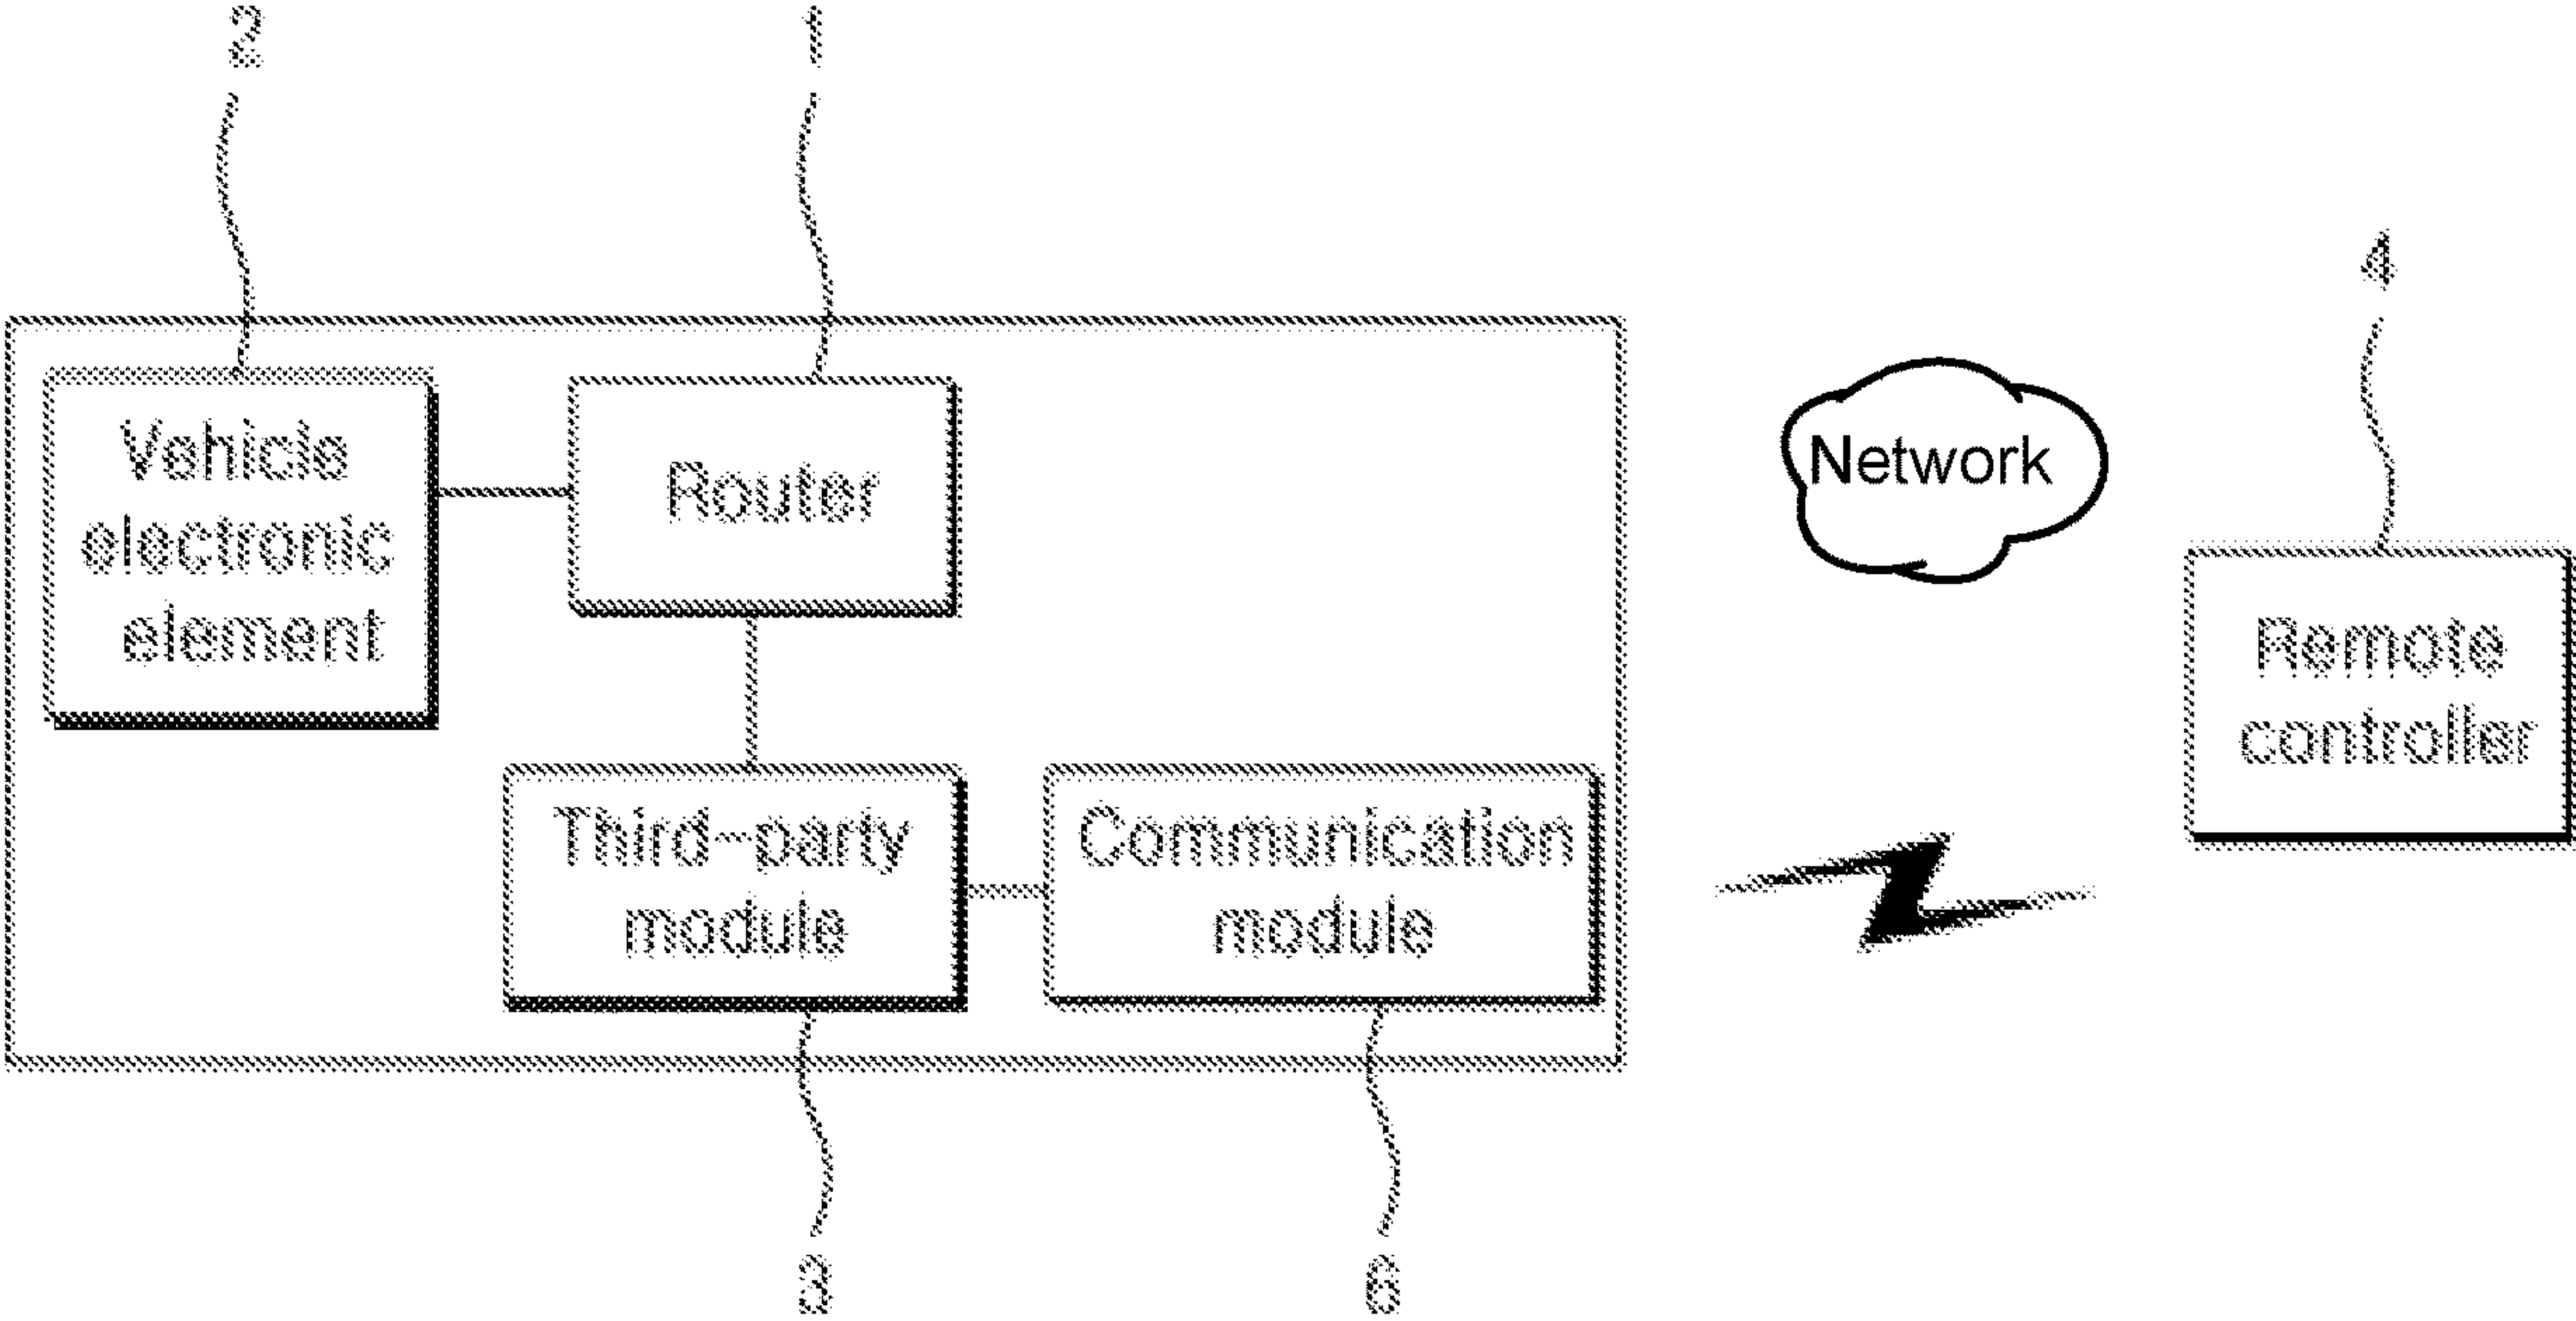 2
1
4
Vehicle
electronic
element
Router
Network
Remote
controller
Third-party
module
Communication
module
3
6